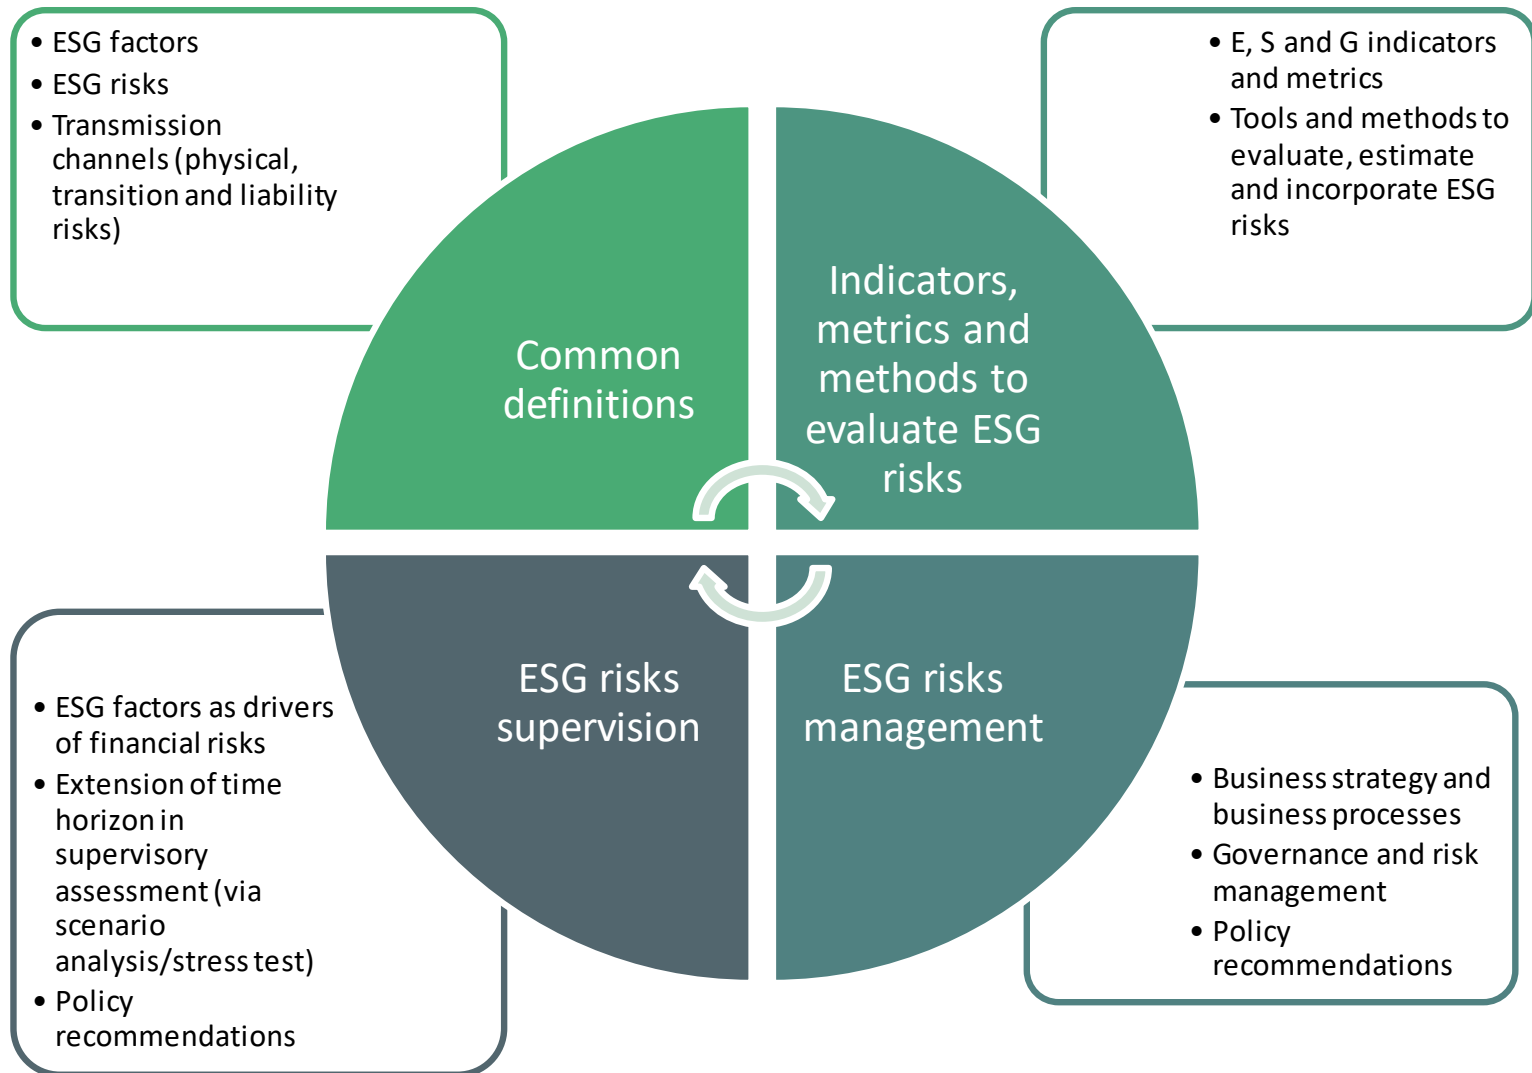 • ESG factors
• ESG risks
• Transmission
channels (physical,
transition and liability
risks)
• E, S and G indicators
and metrics
• Tools and methods to
evaluate, estimate
and incorporate ESG
risks
Common
definitions
Indicators,
metrics and
methods to
evaluate ESG
risks
ESG risks
supervision
ESG risks
management
• ESG factors as drivers
of financial risks
• Extension of time
horizon in
supervisory
assessment (via
scenario
analysis/stress test)
• Policy
recommendations
• Business strategy and
business processes
• Governance and risk
management
• Policy
recommendations